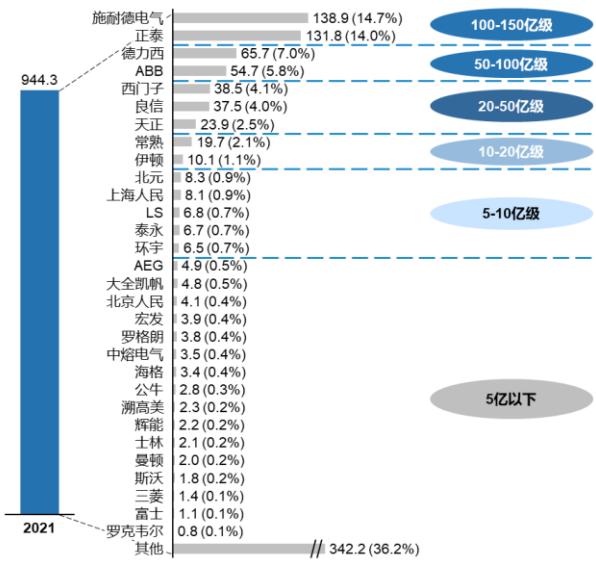 944.3
2021
施耐德电气 138.9 (14.7%)
正泰 131.8 (14.0%)
100-150亿级
德力西 65.7 (7.0%)
ABB 54.7 (5.8%)
50-100亿级
西门子 38.5 (4.1%)
良信 37.5 (4.0%)
天正 23.9 (2.5%)
20-50亿级
常熟 19.7 (2.1%)
伊顿 10.1 (1.1%)
10-20亿级
北元 8.3 (0.9%)
上海人民 8.1 (0.9%)
LS 6.8 (0.7%)
泰永 6.7 (0.7%)
环宇 6.5 (0.7%)
5-10亿级
AEG 4.9 (0.5%)
大全凯帆 4.8 (0.5%)
北京人民 4.1 (0.4%)
宏发 3.9 (0.4%)
罗格朗 3.8 (0.4%)
中熔电气 3.5 (0.4%)
海格 3.4 (0.4%)
公牛 2.8 (0.3%)
溯高美 2.3 (0.2%)
辉能 2.2 (0.2%)
士林 2.1 (0.2%)
曼顿 2.0 (0.2%)
斯沃 1.8 (0.2%)
三菱 1.4 (0.1%)
富士 1.1 (0.1%)
罗克韦尔 0.8 (0.1%)
其他 342.2 (36.2%)
5亿以下